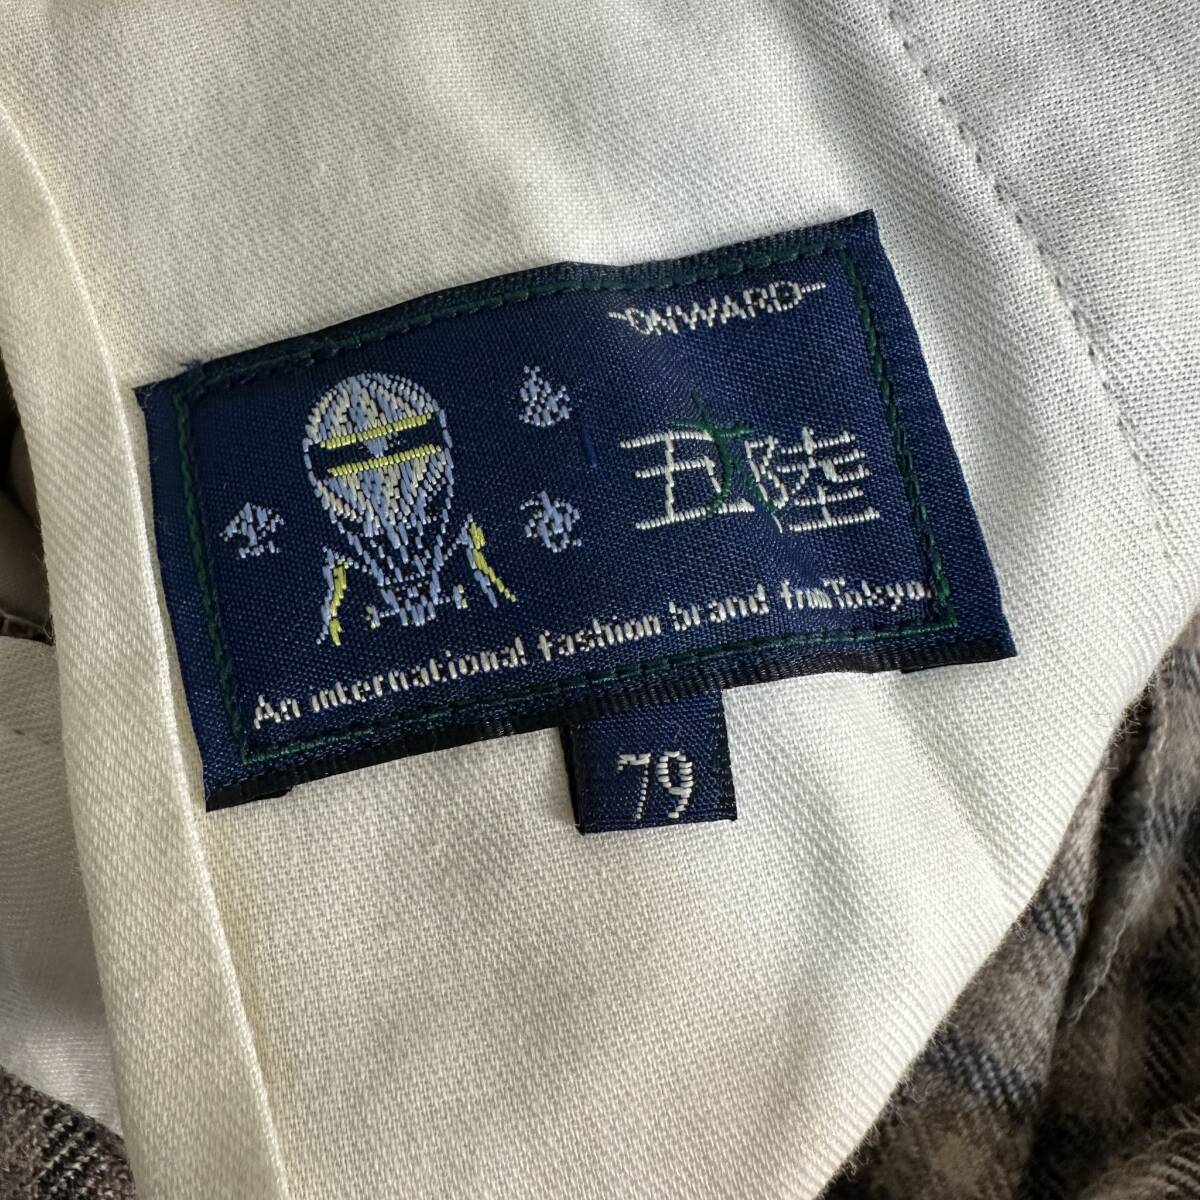 ONWARD
五大陸
An international fashion brand from Tokyo.
79